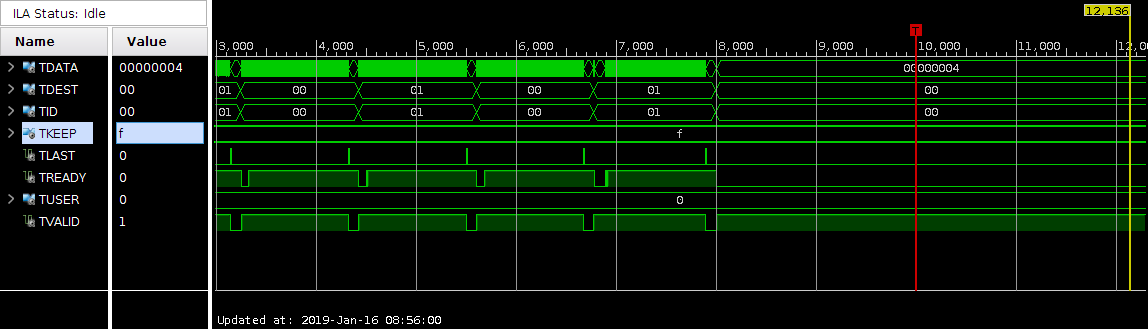 ILA Status: Idle
12,136
Name Value
3,000 4,000 5,000 6,000 7,000 8,000 9,000 10,000 11,000 12,0
TDATA 00000004 00000004
TDEST 00 01 00 01 00 01 00
TID 00 01 00 01 00 01 00
TKEEP f f
TLAST 0
TREADY 0
TUSER 0 0
TVALID 1
Updated at: 2019-Jan-16 08:56:00